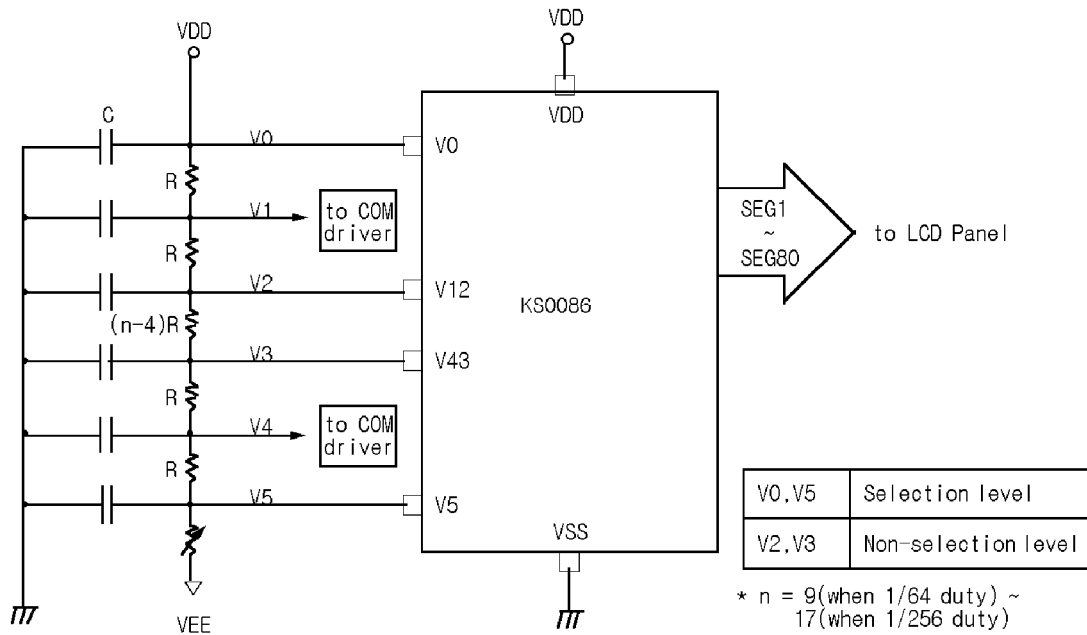 VDD
VDD
C
VDD
V0
V0
R
V1
to COM
driver
SEG1
~
SEG80
to LCD Panel
R
V2
V12
(n-4)R
KS0086
V3
V43
R
V4
to COM
driver
R
V5
V5
VSS
VEE
V0,V5 Selection level
V2,V3 Non-selection level
* n = 9(when 1/64 duty) ~
17(when 1/256 duty)